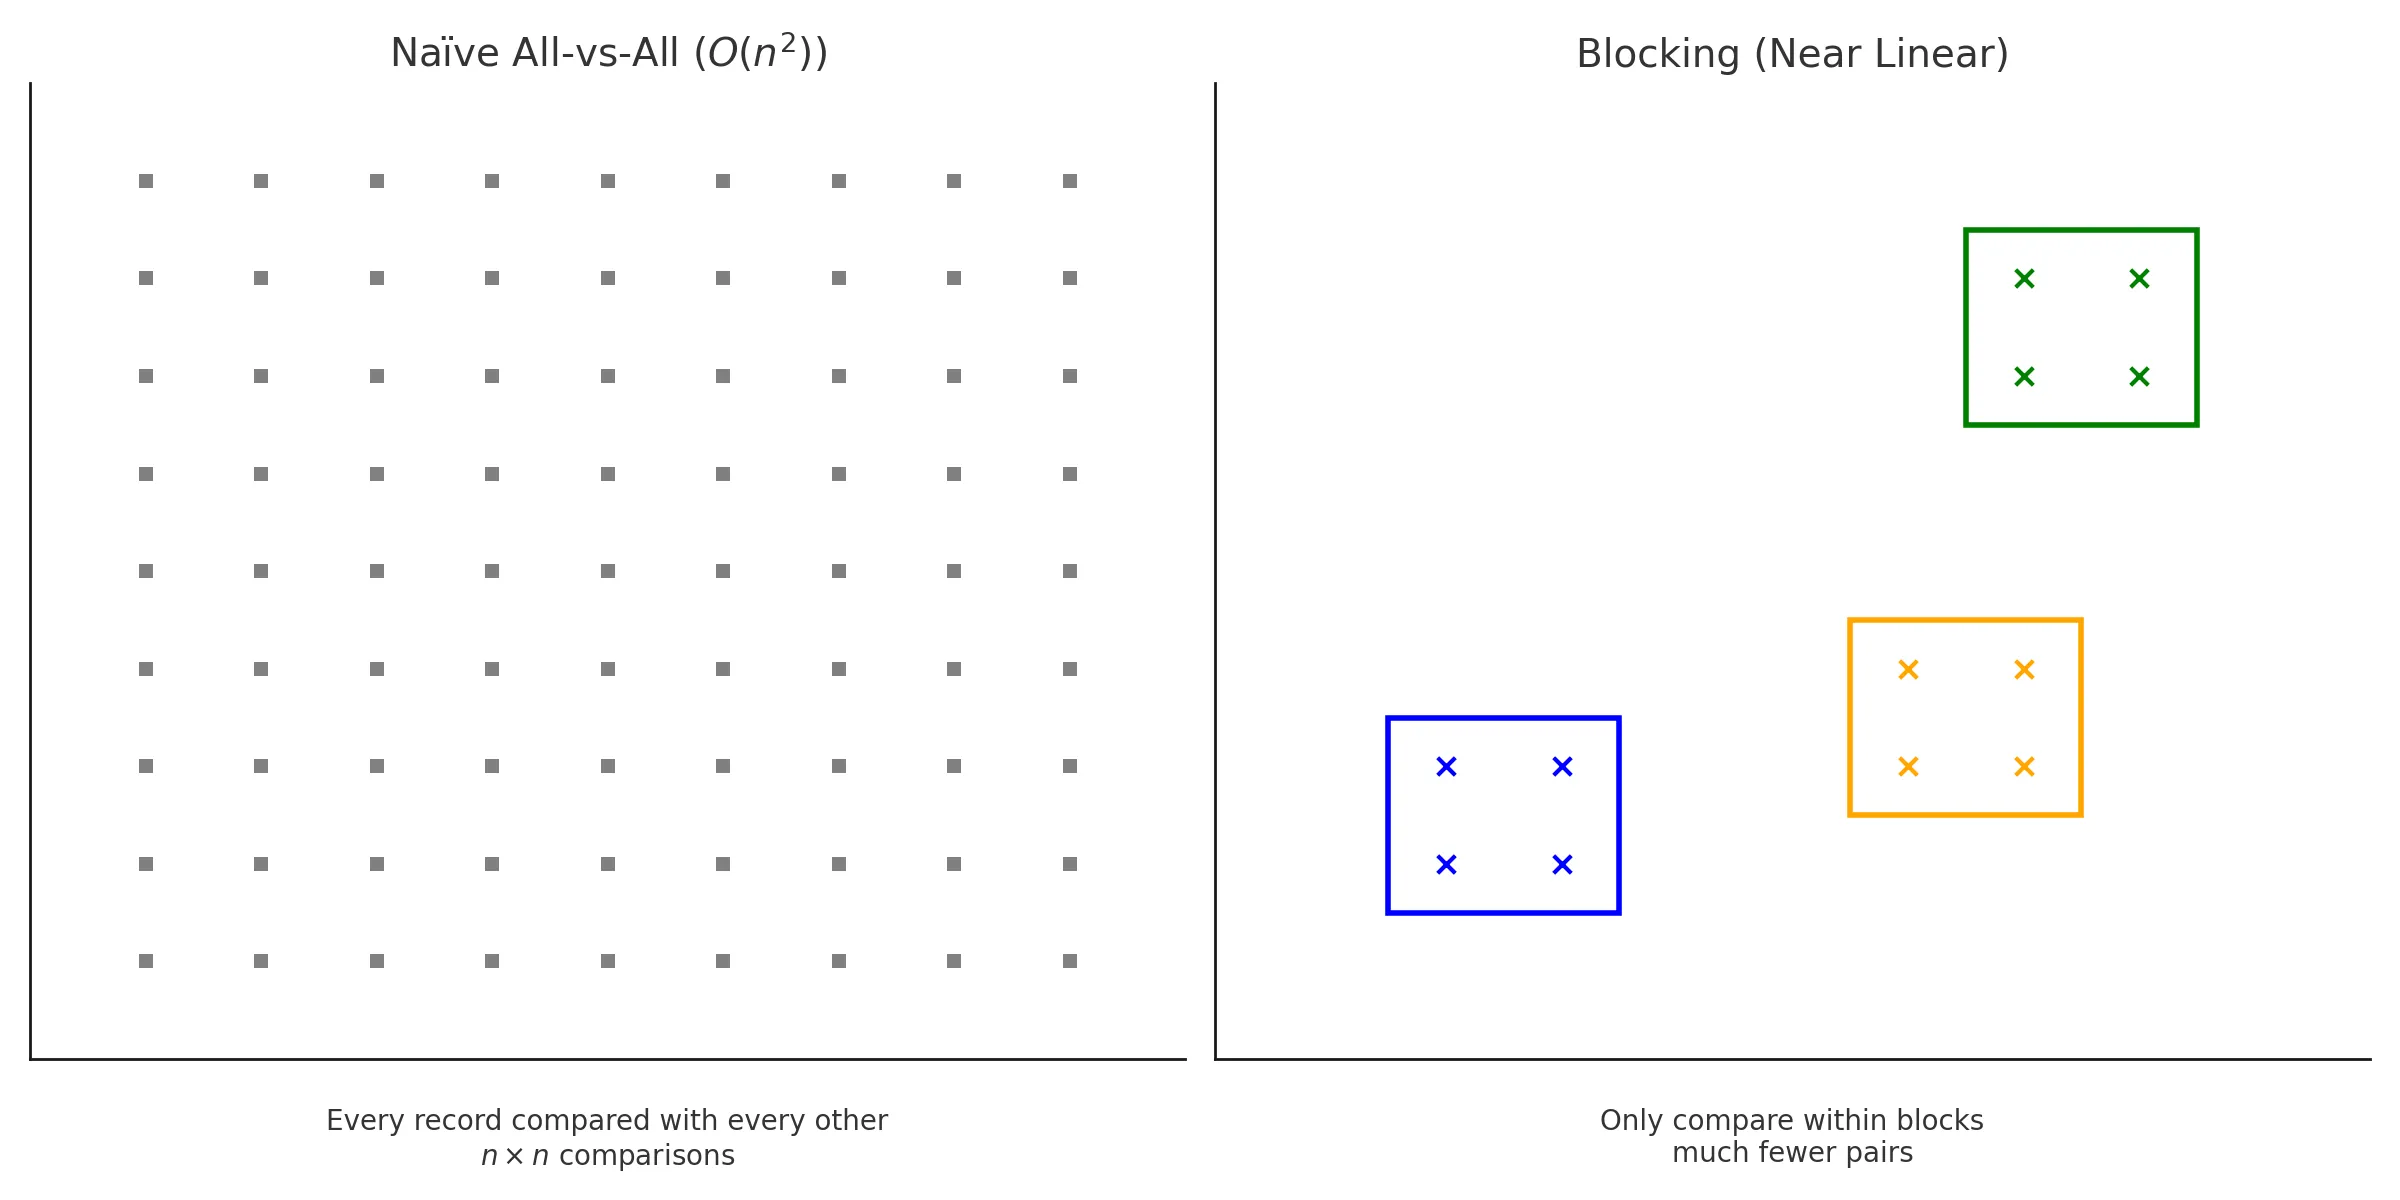 Naïve All-vs-All (O(n²))
Blocking (Near Linear)
Every record compared with every other
n × n comparisons
Only compare within blocks
much fewer pairs